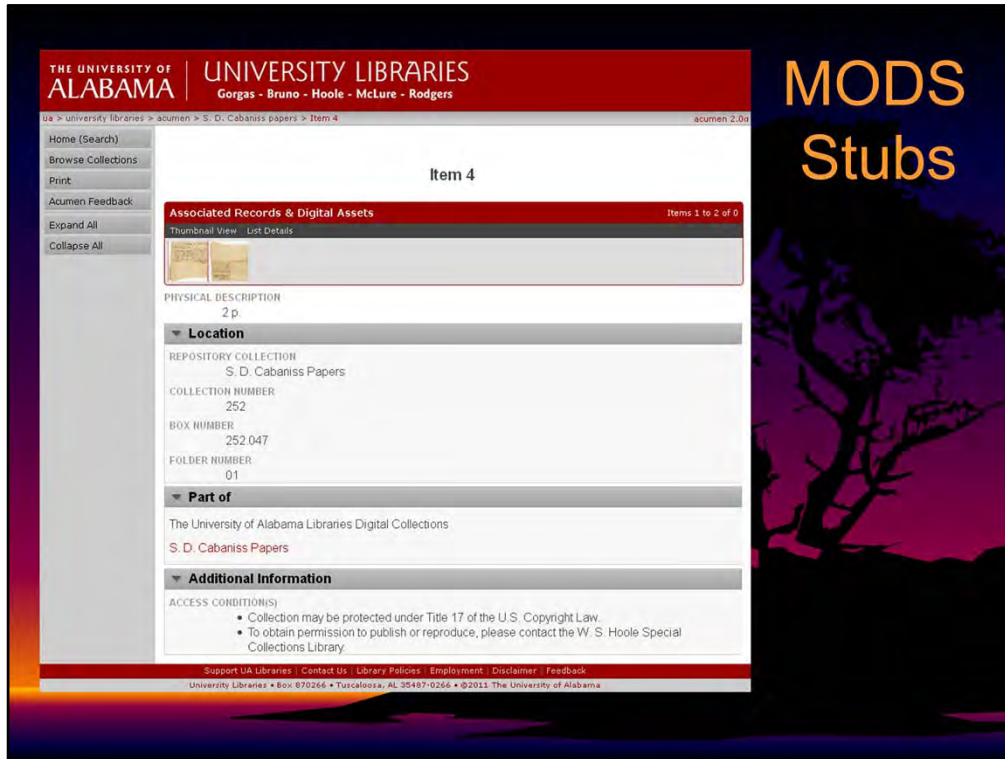 MODS
Stubs
THE UNIVERSITY OF
ALABAMA
UNIVERSITY LIBRARIES
Gorgas - Bruno - Hoole - McLure - Rodgers
ua > university libraries > acumen > S. D. Cabaniss papers > Item 4
acumen 2.0α
Home (Search)
Browse Collections
Print
Acumen Feedback
Expand All
Collapse All
Item 4
Associated Records & Digital Assets
Items 1 to 2 of 0
Thumbnail View List Details
PHYSICAL DESCRIPTION
2 p.
Location
REPOSITORY COLLECTION
S. D. Cabaniss Papers
COLLECTION NUMBER
252
BOX NUMBER
252.047
FOLDER NUMBER
01
Part of
The University of Alabama Libraries Digital Collections
S. D. Cabaniss Papers
Additional Information
ACCESS CONDITION(S)
• Collection may be protected under Title 17 of the U.S. Copyright Law.
• To obtain permission to publish or reproduce, please contact the W. S. Hoole Special
Collections Library.
Support UA Libraries | Contact Us | Library Policies | Employment | Disclaimer | Feedback
University Libraries • Box 870266 • Tuscaloosa, AL 35487-0266 • ©2011 The University of Alabama